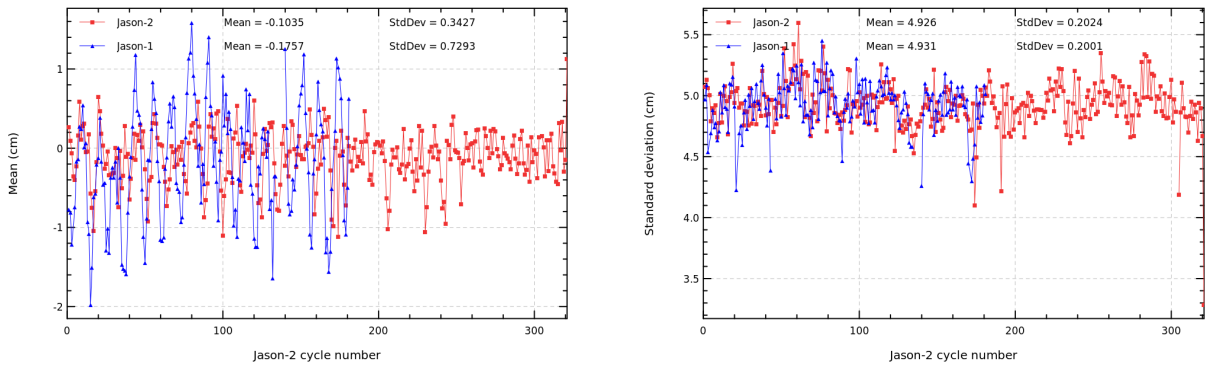 Jason-2 Mean = -0.1035 StdDev = 0.3427
Jason-1 Mean = -0.1757 StdDev = 0.7293
1
0
-1
-2
Mean (cm)
0 100 200 300
Jason-2 cycle number
Jason-2 Mean = 4.926 StdDev = 0.2024
Jason-1 Mean = 4.931 StdDev = 0.2001
5.5
5.0
4.5
4.0
3.5
Standard deviation (cm)
0 100 200 300
Jason-2 cycle number